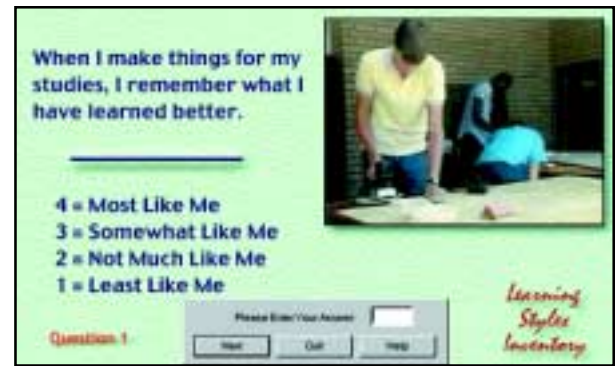 When I make things for my
studies, I remember what I
have learned better.
4 = Most Like Me
3 = Somewhat Like Me
2 = Not Much Like Me
1 = Least Like Me
Learning
Styles
Inventory
Question 1
Please Enter Your Answer
Next
Quit
Help